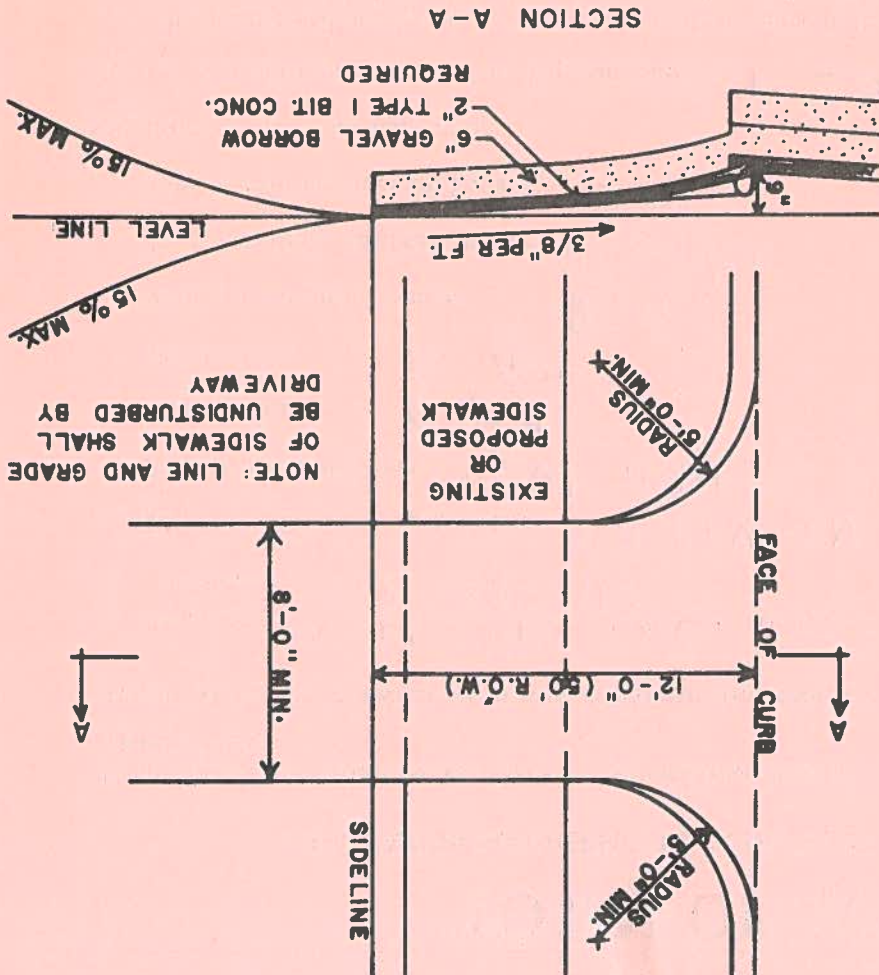 RADIUS
5'-0" MIN.
SIDELINE
A
FACE OF CURB
12'-0" (50' R.O.W.)
8'-0" MIN.
A
EXISTING
OR
PROPOSED
SIDEWALK
RADIUS
5'-0" MIN.
NOTE: LINE AND GRADE
OF SIDEWALK SHALL
BE UNDISTURBED BY
DRIVEWAY
3/8" PER FT.
6"
15% MAX.
LEVEL LINE
15% MAX.
6" GRAVEL BORROW
2" TYPE I BIT. CONC.
REQUIRED
SECTION A-A